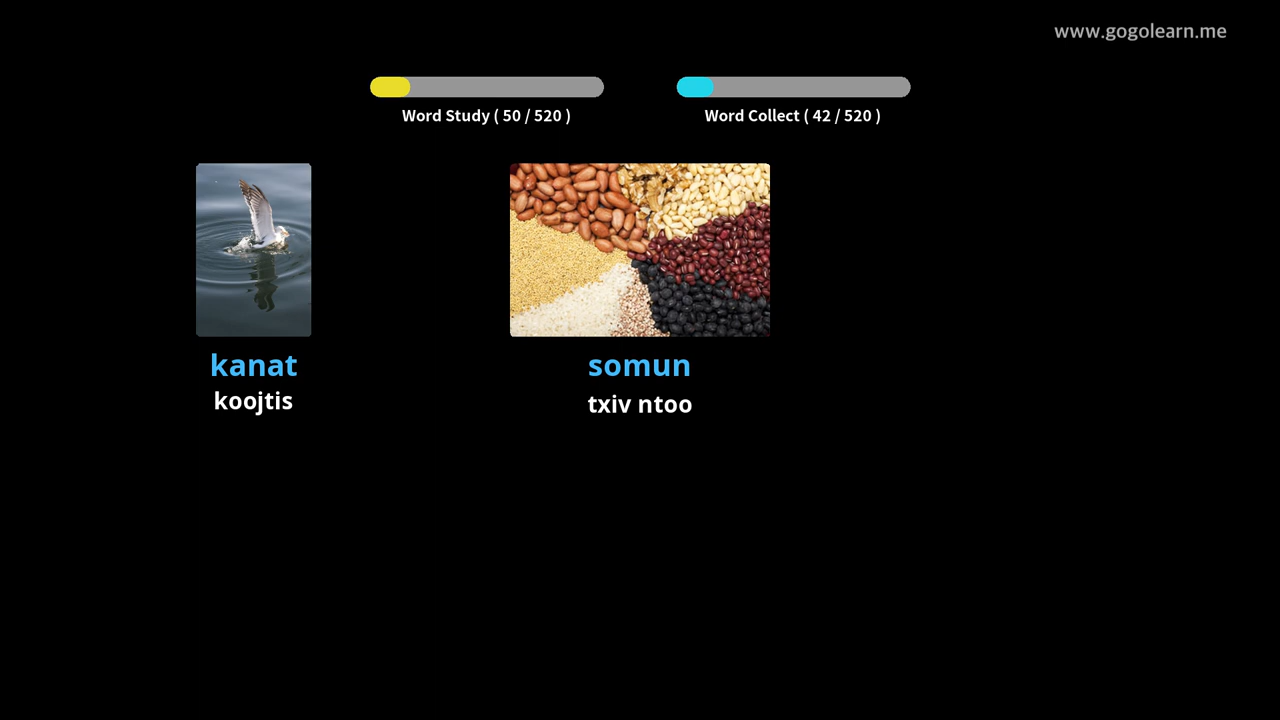 www.gogolearn.me
Word Study ( 50 / 520 )
Word Collect ( 42 / 520 )
kanat
koojtis
somun
txiv ntoo